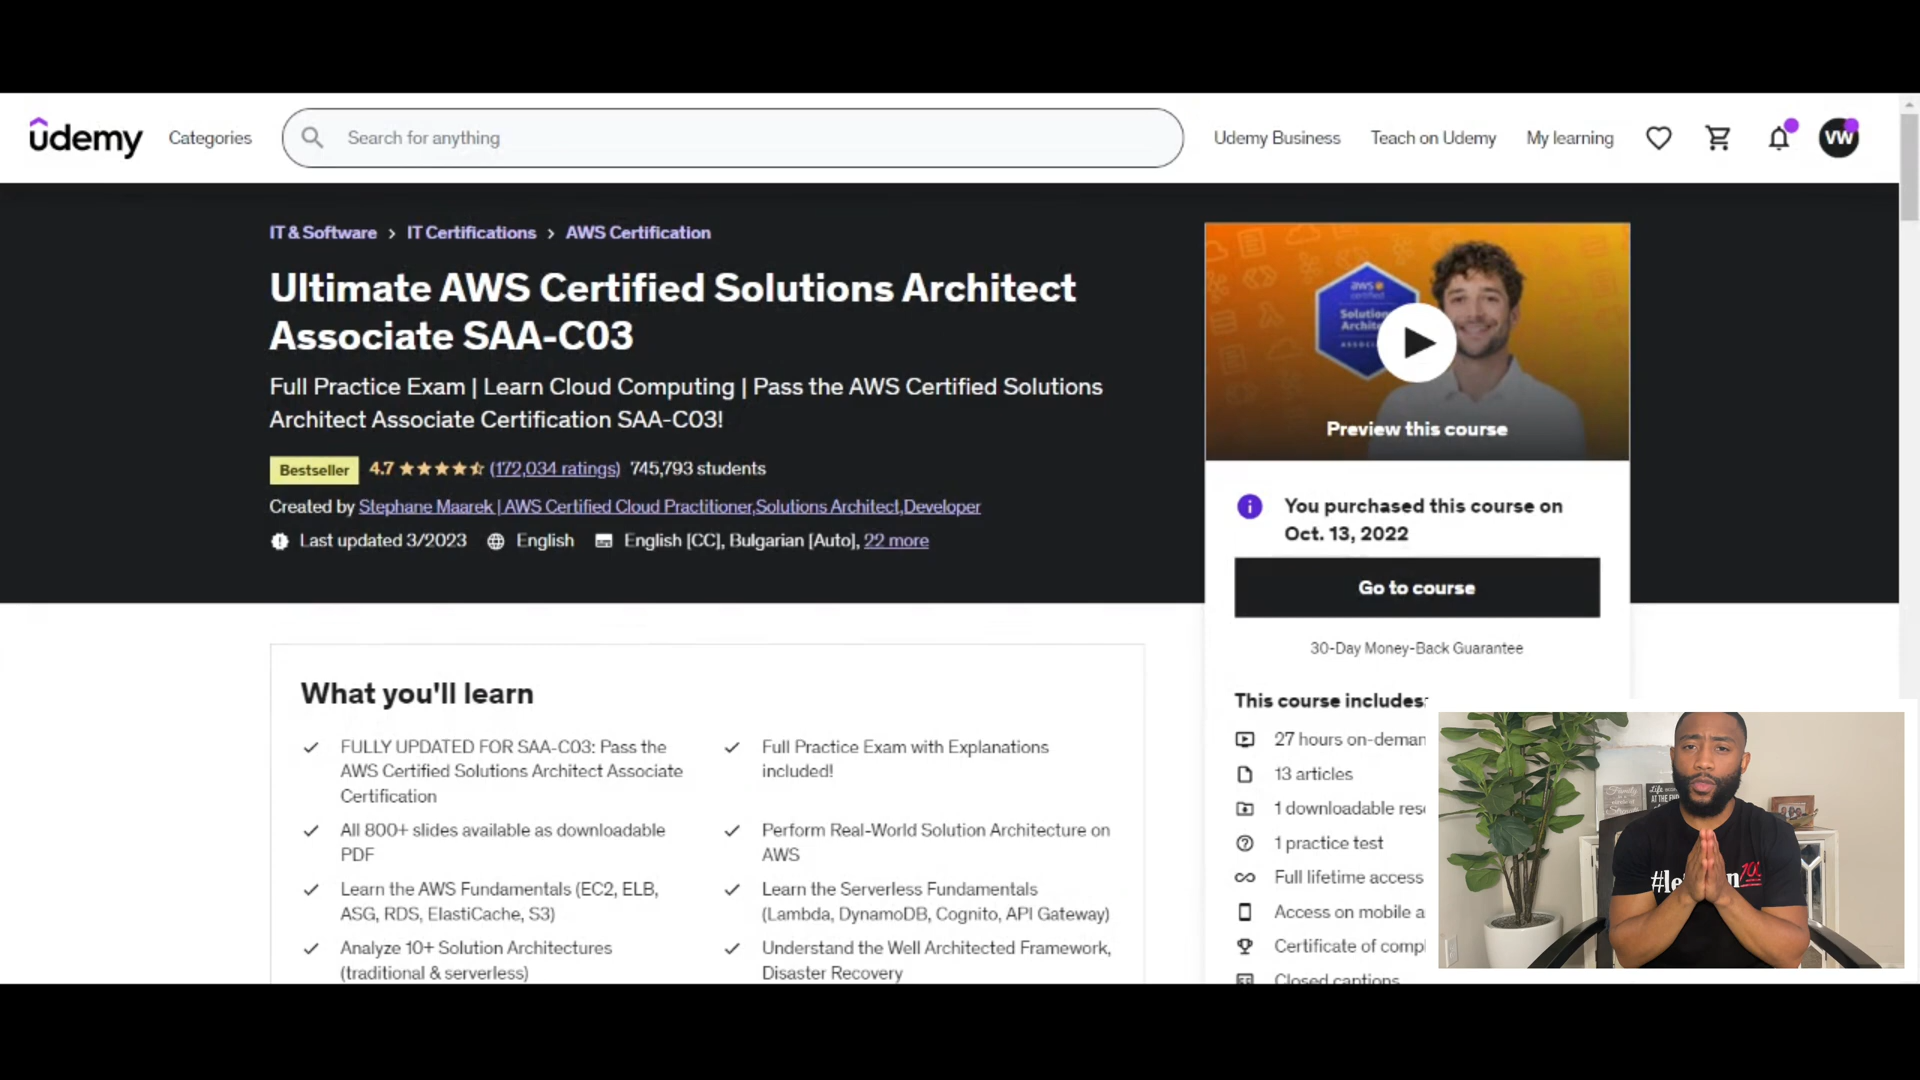 udemy
Categories
Search for anything
Udemy Business
Teach on Udemy
My learning
VW
IT & Software > IT Certifications > AWS Certification
Ultimate AWS Certified Solutions Architect
Associate SAA-C03
Full Practice Exam | Learn Cloud Computing | Pass the AWS Certified Solutions
Architect Associate Certification SAA-C03!
Bestseller 4.7 (172,034 ratings) 745,793 students
Created by Stephane Maarek | AWS Certified Cloud Practitioner,Solutions Architect,Developer
Last updated 3/2023 English English [CC], Bulgarian [Auto], 22 more
aws
certified
Preview this course
You purchased this course on
Oct. 13, 2022
Go to course
30-Day Money-Back Guarantee
What you'll learn
FULLY UPDATED FOR SAA-C03: Pass the
AWS Certified Solutions Architect Associate
Certification
Full Practice Exam with Explanations
included!
All 800+ slides available as downloadable
PDF
Perform Real-World Solution Architecture on
AWS
Learn the AWS Fundamentals (EC2, ELB,
ASG, RDS, ElastiCache, S3)
Learn the Serverless Fundamentals
(Lambda, DynamoDB, Cognito, API Gateway)
Analyze 10+ Solution Architectures
(traditional & serverless)
Understand the Well Architected Framework,
Disaster Recovery
This course includes:
27 hours on-deman
13 articles
1 downloadable res
1 practice test
Full lifetime access
Access on mobile a
Certificate of comp
Closed captions